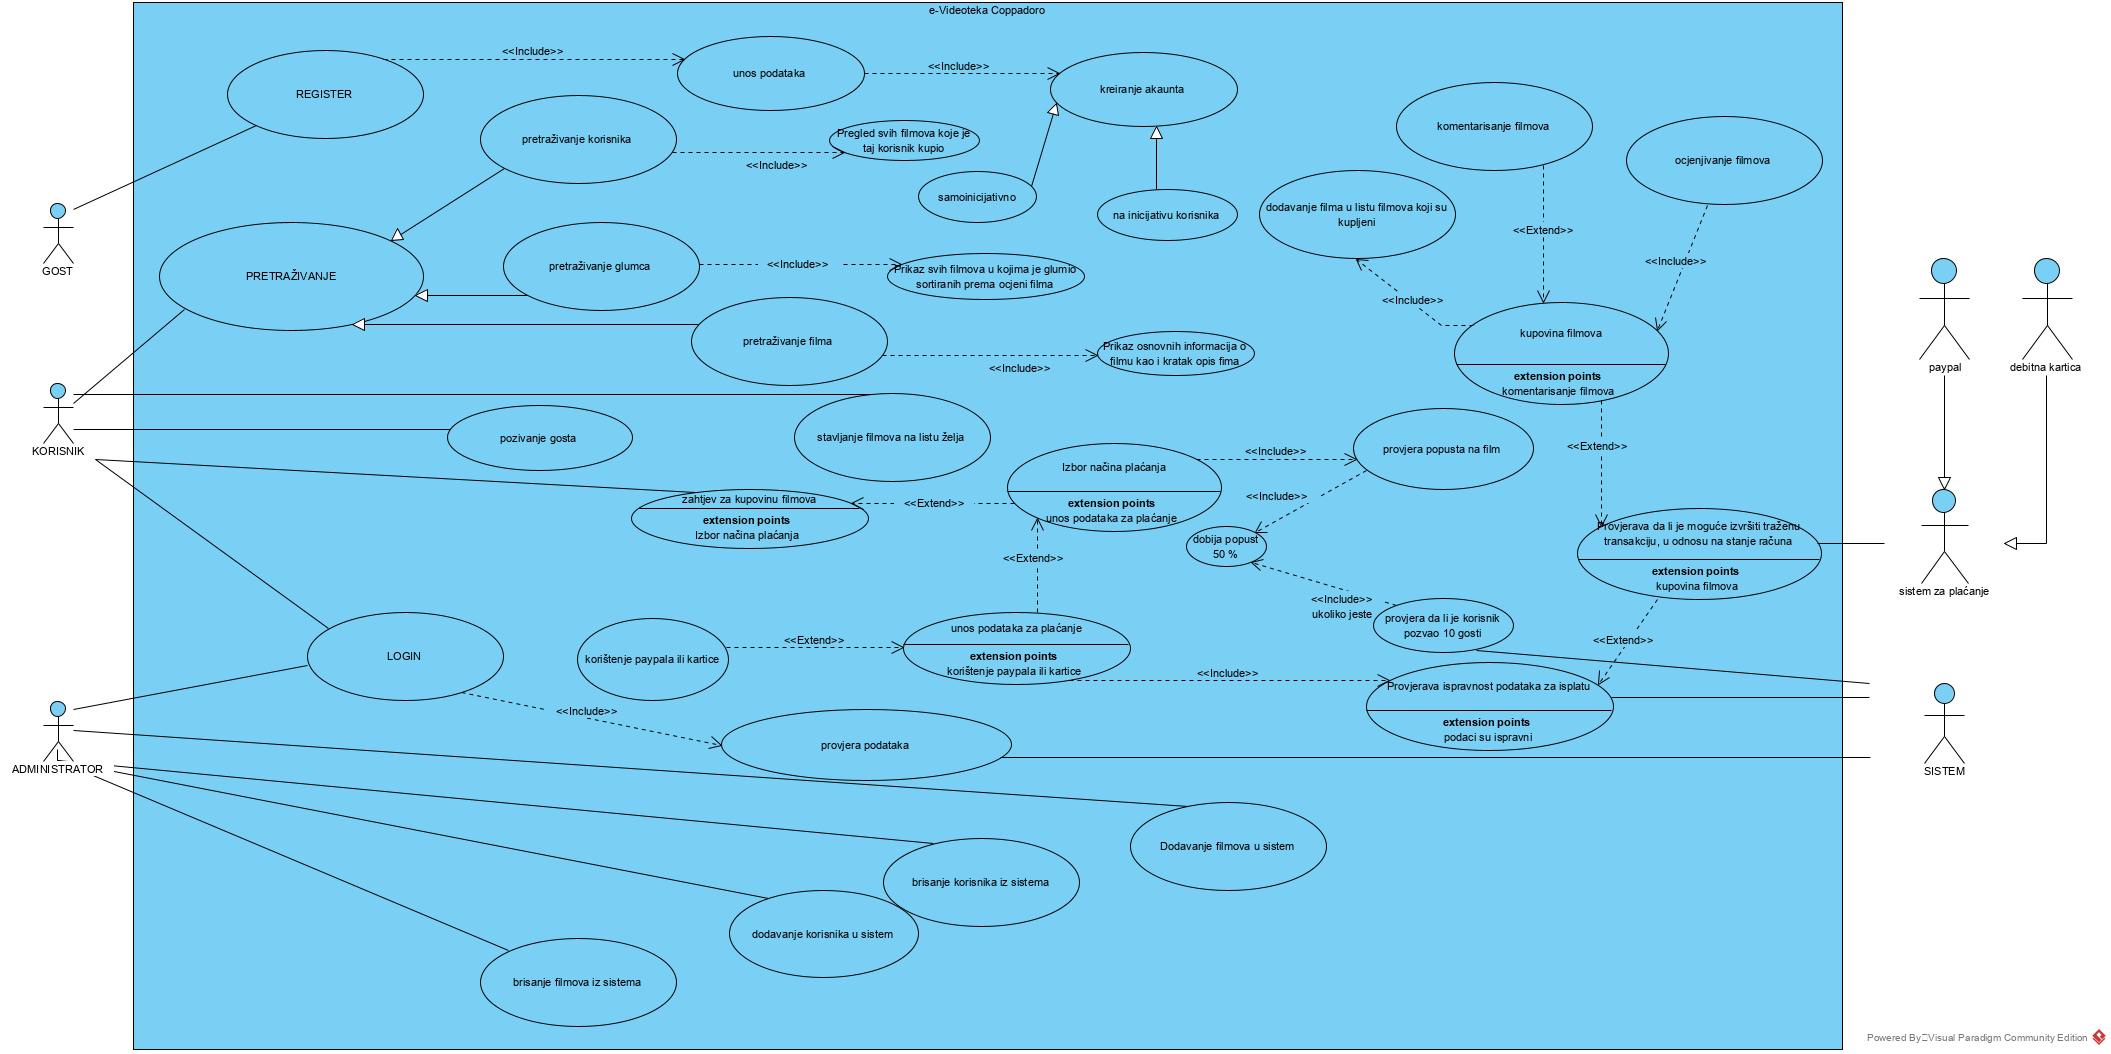 e-Videoteka Coppadoro
<<Include>>
REGISTER
unos podataka
<<Include>>
kreiranje akaunta
pretraživanje korisnika
Pregled svih filmova koje je
taj korisnik kupio
<<Include>>
samoinicijativno
na inicijativu korisnika
komentarisanje filmova
ocjenjivanje filmova
dodavanje filma u listu filmova koji su
kupljeni
<<Extend>>
<<Include>>
GOST
PRETRAŽIVANJE
pretraživanje glumca
<<Include>>
Prikaz svih filmova u kojima je glumio
sortiranih prema ocjeni filma
<<Include>>
kupovina filmova
extension points
komentarisanje filmova
pretraživanje filma
<<Include>>
Prikaz osnovnih informacija o
filmu kao i kratak opis fima
paypal
debitna kartica
KORISNIK
pozivanje gosta
stavljanje filmova na listu želja
Izbor načina plaćanja
extension points
unos podataka za plaćanje
<<Include>>
provjera popusta na film
<<Extend>>
zahtjev za kupovinu filmova
extension points
Izbor načina plaćanja
<<Extend>>
<<Include>>
dobija popust
50 %
Provjerava da li je moguće izvršiti traženu
transakciju, u odnosu na stanje računa
extension points
kupovina filmova
sistem za plaćanje
<<Extend>>
<<Include>>
ukoliko jeste
provjera da li je korisnik
pozvao 10 gosti
<<Extend>>
LOGIN
korištenje paypala ili kartice
<<Extend>>
unos podataka za plaćanje
extension points
korištenje paypala ili kartice
<<Include>>
Provjerava ispravnost podataka za isplatu
extension points
podaci su ispravni
<<Include>>
provjera podataka
ADMINISTRATOR
SISTEM
Dodavanje filmova u sistem
brisanje korisnika iz sistema
dodavanje korisnika u sistem
brisanje filmova iz sistema
Powered By Visual Paradigm Community Edition